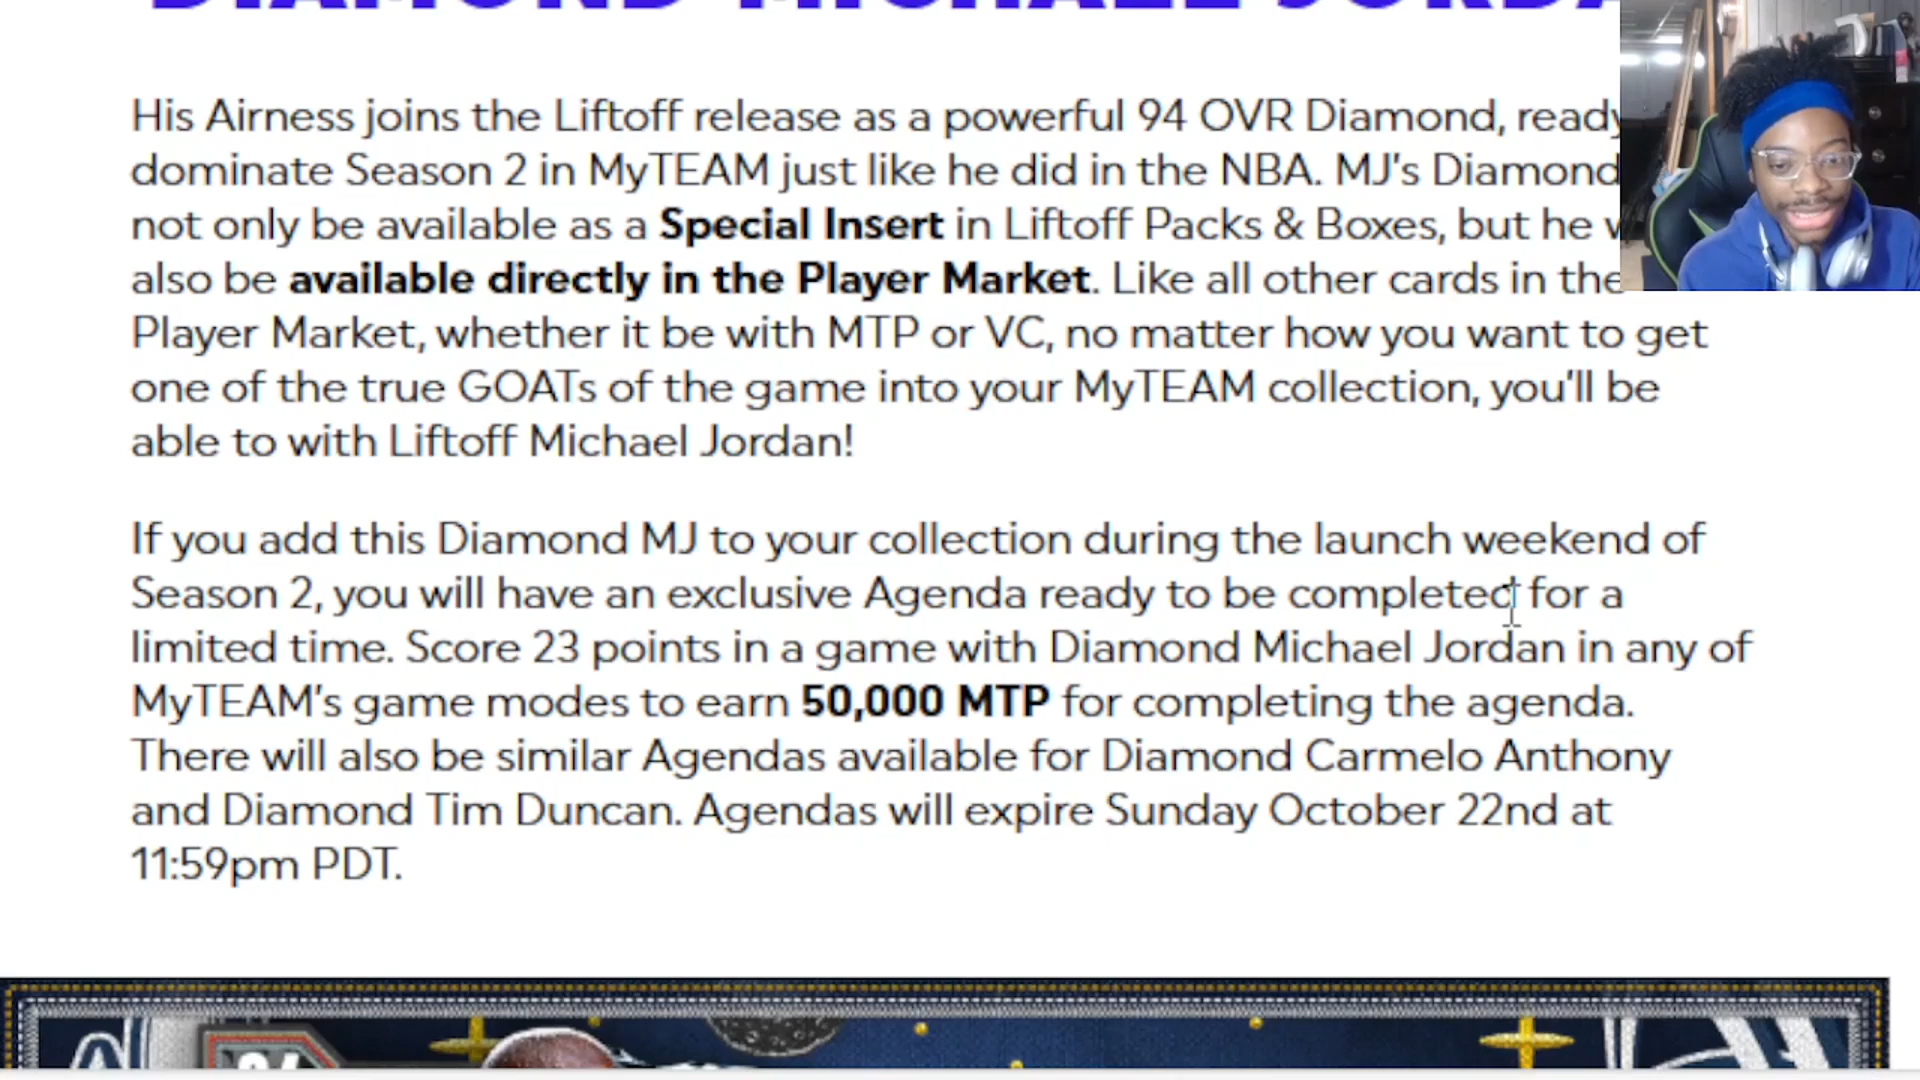 DIAMOND MICHAEL
His Airness joins the Liftoff release as a powerful 94 OVR Diamond, ready
dominate Season 2 in MyTEAM just like he did in the NBA. MJ's Diamond
not only be available as a Special Insert in Liftoff Packs & Boxes, but he
also be available directly in the Player Market. Like all other cards in the
Player Market, whether it be with MTP or VC, no matter how you want to get
one of the true GOATs of the game into your MyTEAM collection, you'll be
able to with Liftoff Michael Jordan!
If you add this Diamond MJ to your collection during the launch weekend of
Season 2, you will have an exclusive Agenda ready to be completed for a
limited time. Score 23 points in a game with Diamond Michael Jordan in any of
MyTEAM's game modes to earn 50,000 MTP for completing the agenda.
There will also be similar Agendas available for Diamond Carmelo Anthony
and Diamond Tim Duncan. Agendas will expire Sunday October 22nd at
11:59pm PDT.